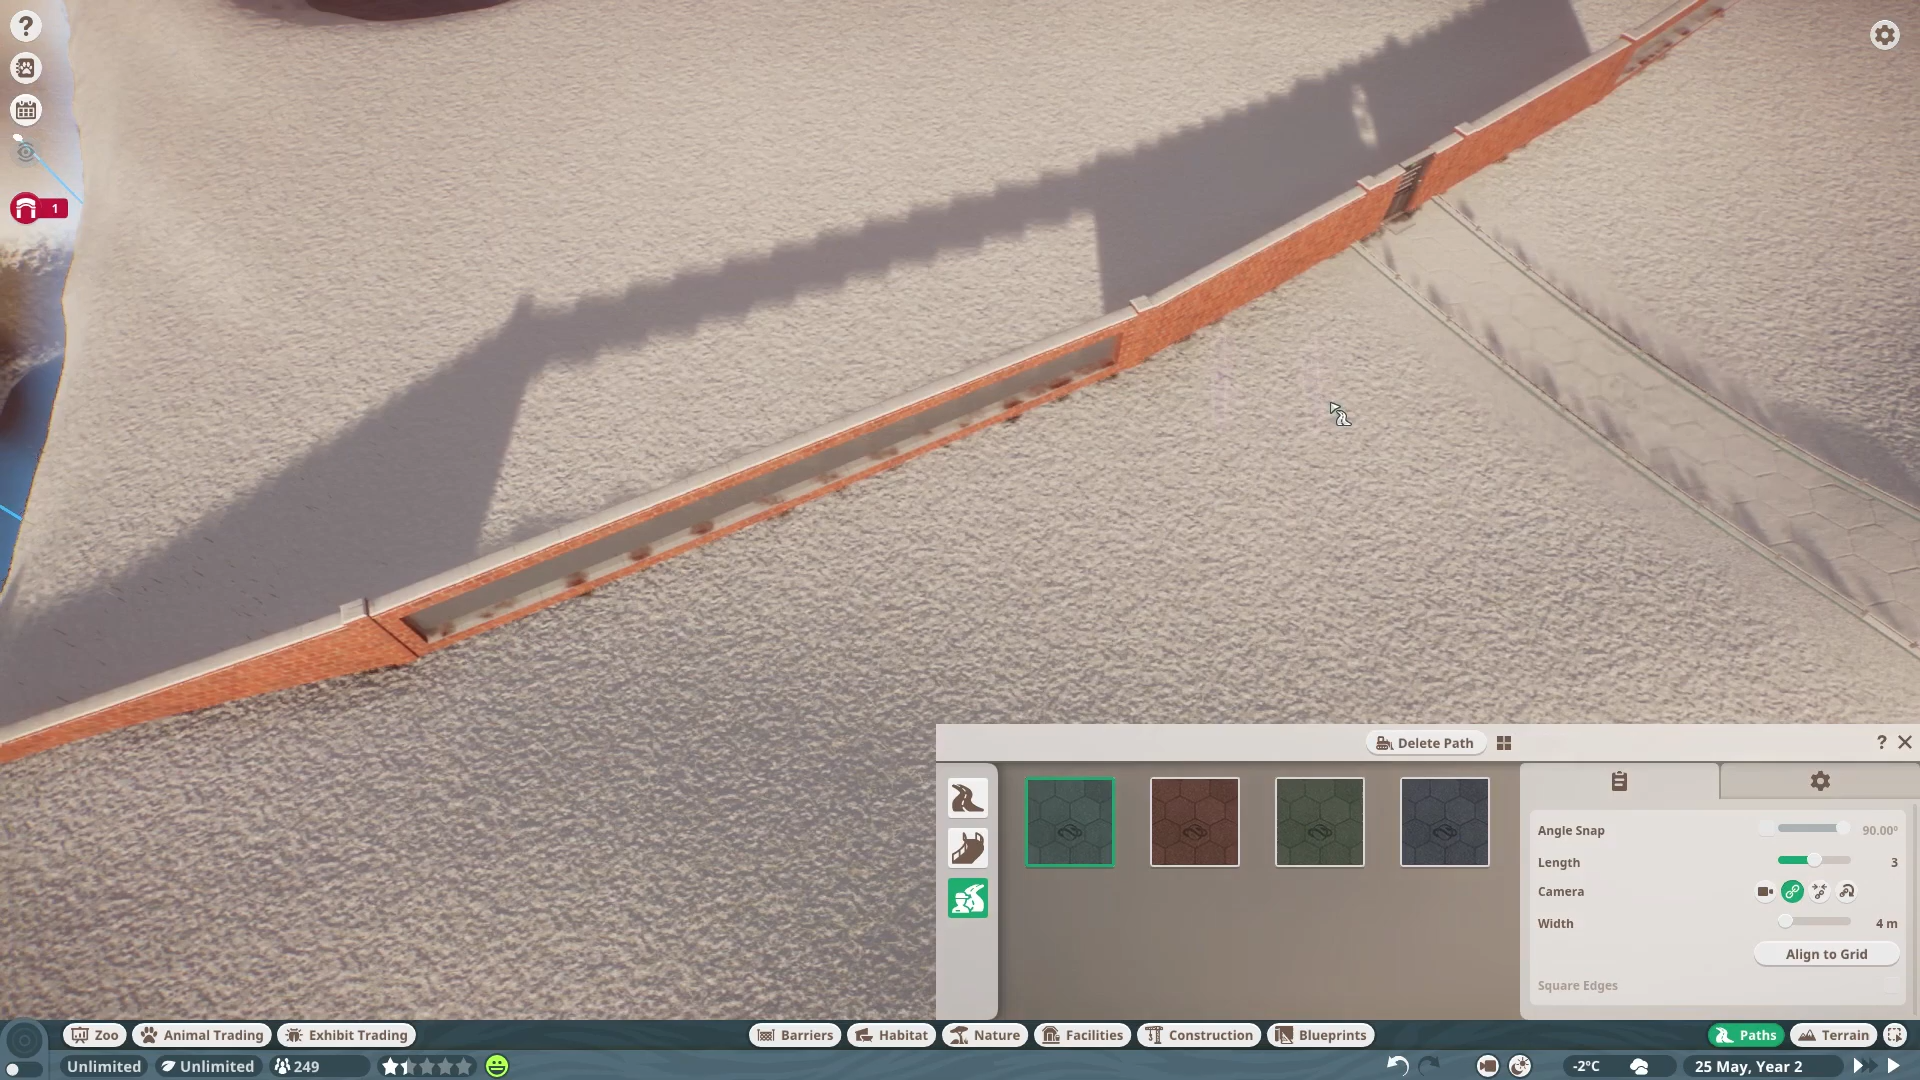 ?
1
Delete Path
?
Angle Snap 90.00°
Length 3
Camera
Width 4 m
Align to Grid
Square Edges
Zoo Animal Trading Exhibit Trading Barriers Habitat Nature Facilities Construction Blueprints Paths Terrain
Unlimited Unlimited 249 -2°C 25 May, Year 2